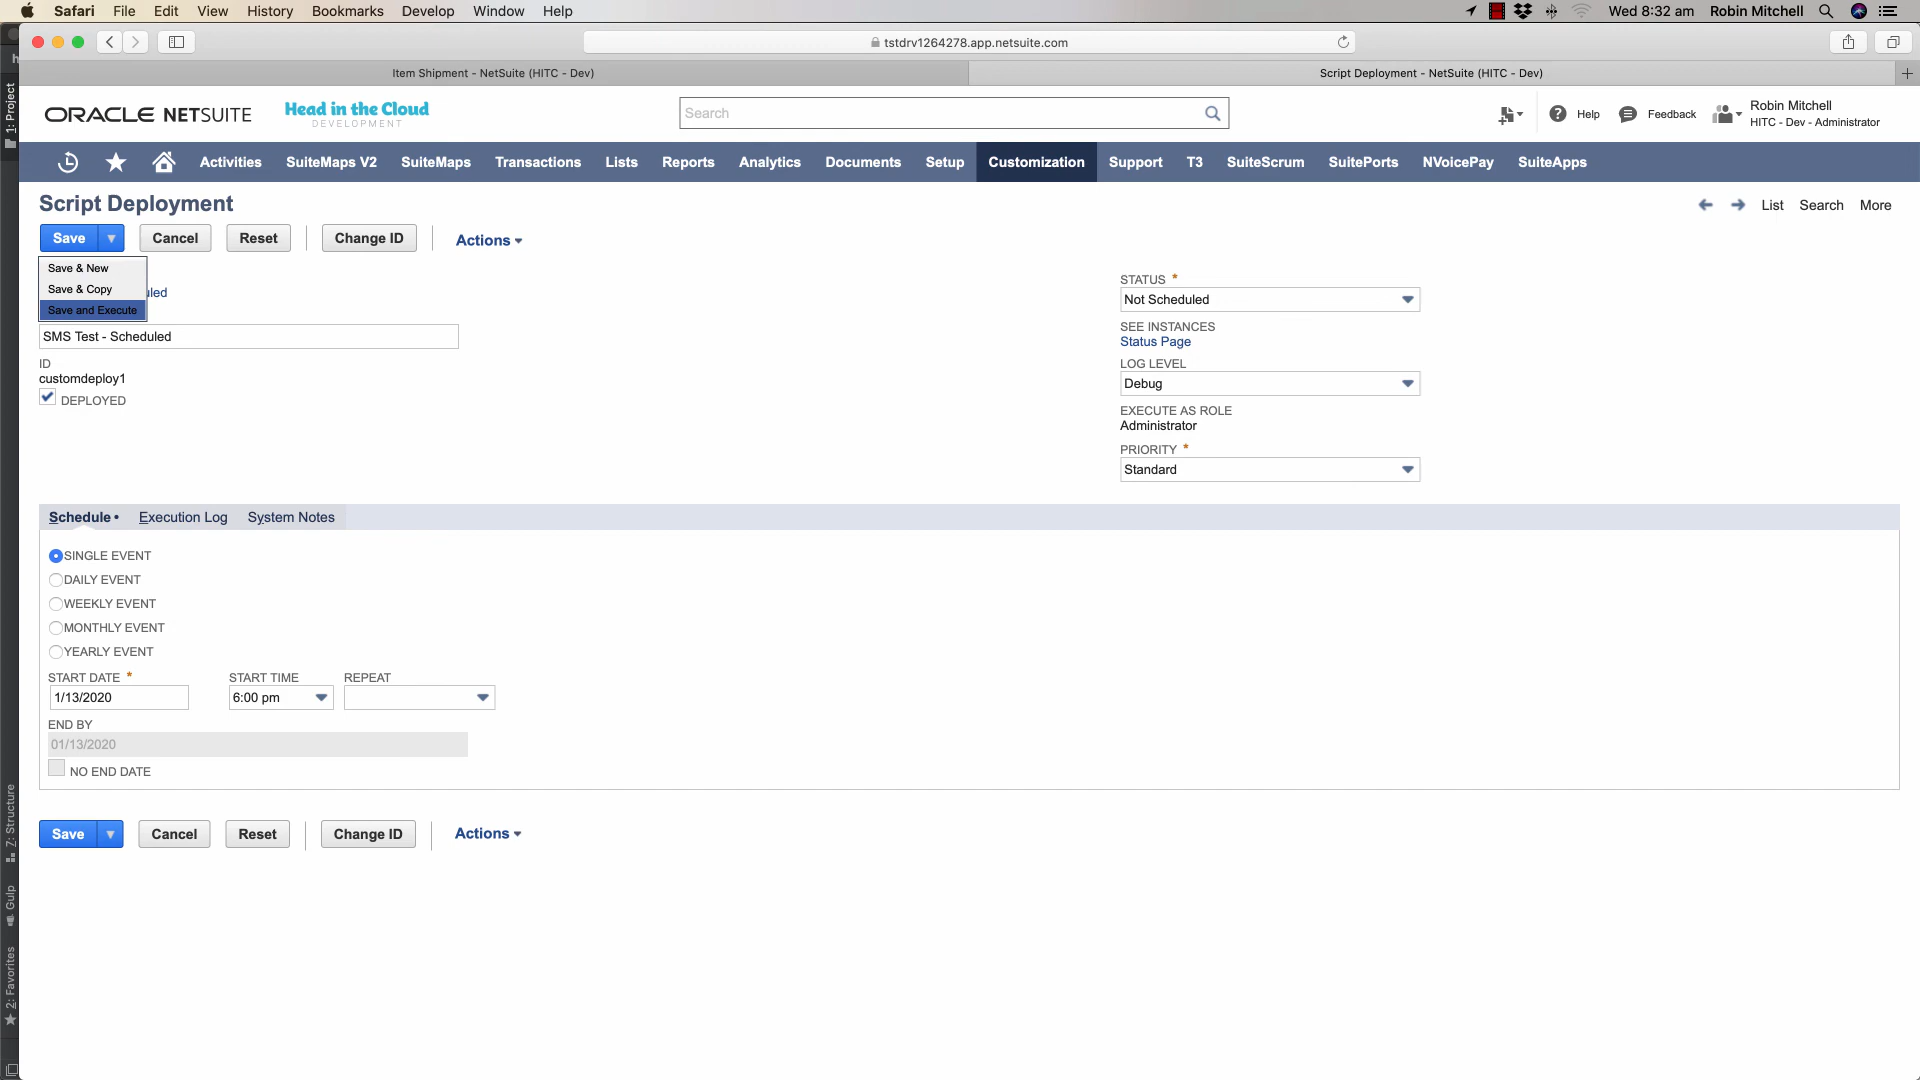 Safari File Edit View History Bookmarks Develop Window Help Wed 8:32 am Robin Mitchell
tstdrv1264278.app.netsuite.com
Item Shipment - NetSuite (HITC - Dev) Script Deployment - NetSuite (HITC - Dev)
1: Project
ORACLE NETSUITE Head in the Cloud
DEVELOPMENT
Search
Help Feedback Robin Mitchell
HITC - Dev - Administrator
Activities SuiteMaps V2 SuiteMaps Transactions Lists Reports Analytics Documents Setup Customization Support T3 SuiteScrum SuitePorts NVoicePay SuiteApps
Script Deployment
List Search More
Save Cancel Reset Change ID Actions
Save & New
Save & Copy
Save and Execute
uled
SMS Test - Scheduled
ID
customdeploy1
DEPLOYED
STATUS *
Not Scheduled
SEE INSTANCES
Status Page
LOG LEVEL
Debug
EXECUTE AS ROLE
Administrator
PRIORITY *
Standard
Schedule • Execution Log System Notes
SINGLE EVENT
DAILY EVENT
WEEKLY EVENT
MONTHLY EVENT
YEARLY EVENT
START DATE * START TIME REPEAT
1/13/2020 6:00 pm
END BY
01/13/2020
NO END DATE
Save Cancel Reset Change ID Actions
Z: Structure
Gulp
2: Favorites